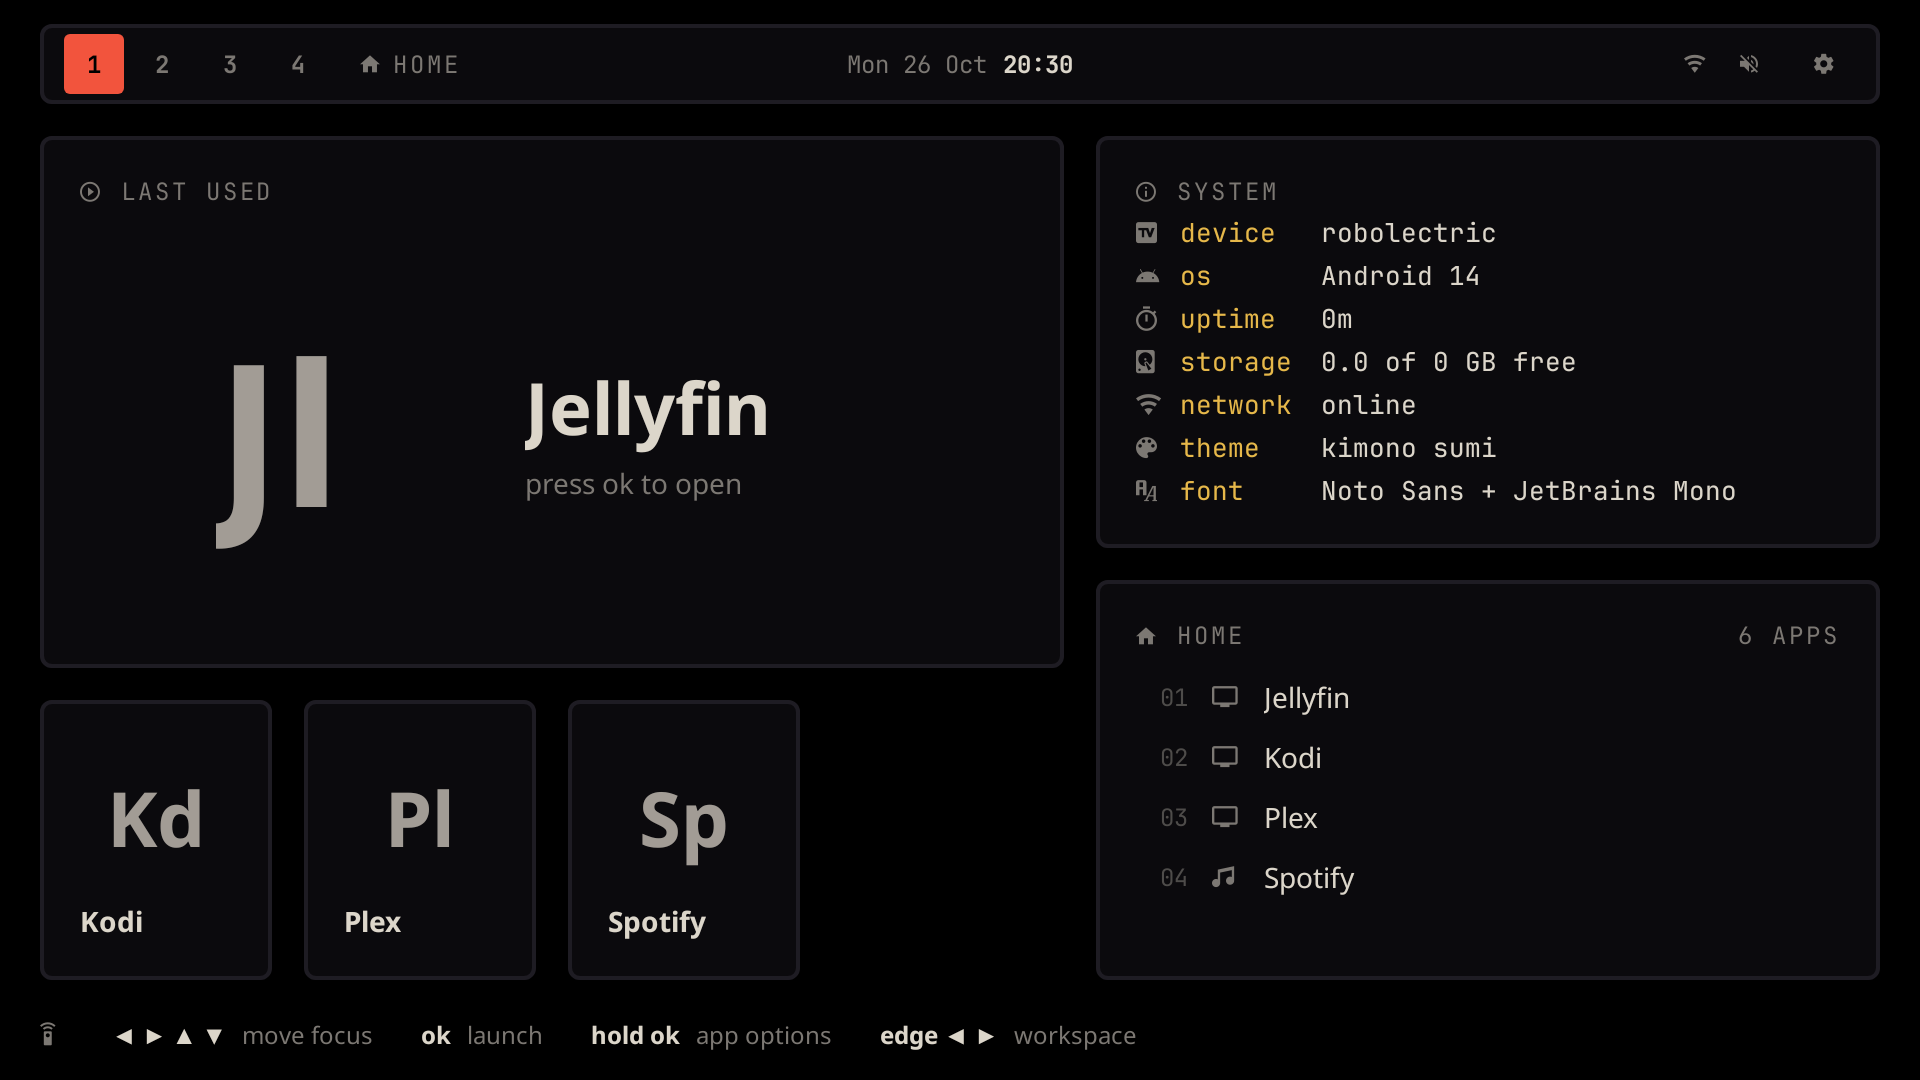 1 2 3 4 HOME Mon 26 Oct 20:30
LAST USED
Jl
Jellyfin
press ok to open
Kd
Kodi
Pl
Plex
Sp
Spotify
SYSTEM
TV device robolectric
os Android 14
uptime 0m
storage 0.0 of 0 GB free
network online
theme kimono sumi
font Noto Sans + JetBrains Mono
HOME 6 APPS
01 Jellyfin
02 Kodi
03 Plex
04 Spotify
◀ ▶ ▲ ▼ move focus ok launch hold ok app options edge ◀ ▶ workspace